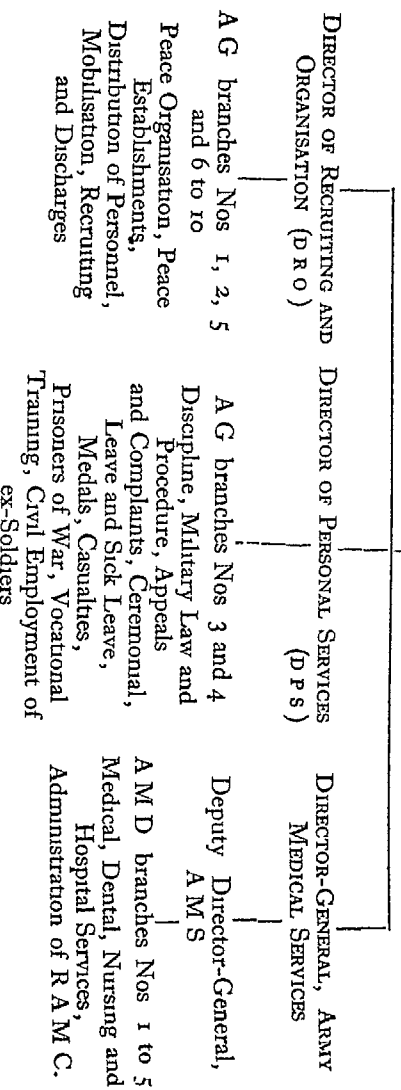 DIRECTOR OF RECRUITING AND
ORGANISATION (D R O)
A G branches Nos 1, 2, 5
and 6 to 10
Peace Organisation, Peace
Establishments,
Distribution of Personnel,
Mobilisation, Recruiting
and Discharges
DIRECTOR OF PERSONAL SERVICES
(D P S)
A G branches Nos 3 and 4
Discipline, Military Law and
Procedure, Appeals
and Complaints, Ceremonial,
Leave and Sick Leave,
Medals, Casualties,
Prisoners of War, Vocational
Training, Civil Employment of
ex-Soldiers
DIRECTOR-GENERAL, ARMY
MEDICAL SERVICES
Deputy Director-General,
A M S
A M D branches Nos 1 to 5
Medical, Dental, Nursing and
Hospital Services,
Administration of R A M C.